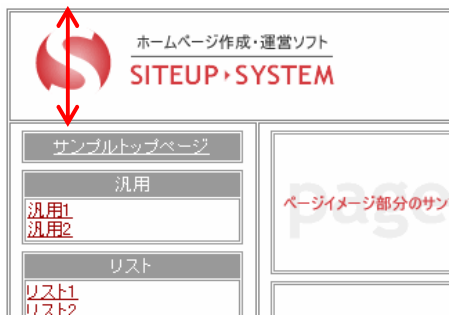 ホームページ作成・運営ソフト
SITEUP・SYSTEM
サンプルトップページ
汎用
汎用1
汎用2
page
ページイメージ部分のサン
リスト
リスト1
リスト2